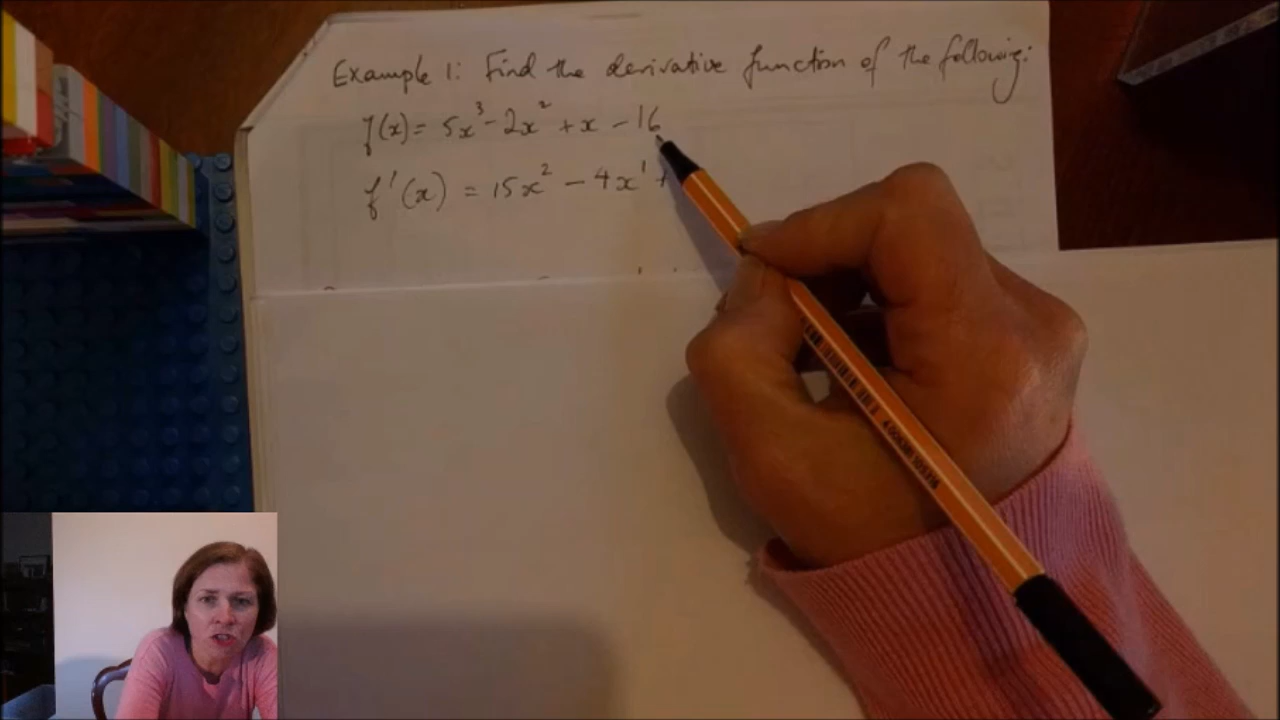 Example 1: Find the derivative function of the following:
f(x) = 5x³ - 2x² + x - 16
f'(x) = 15x² - 4x¹ +